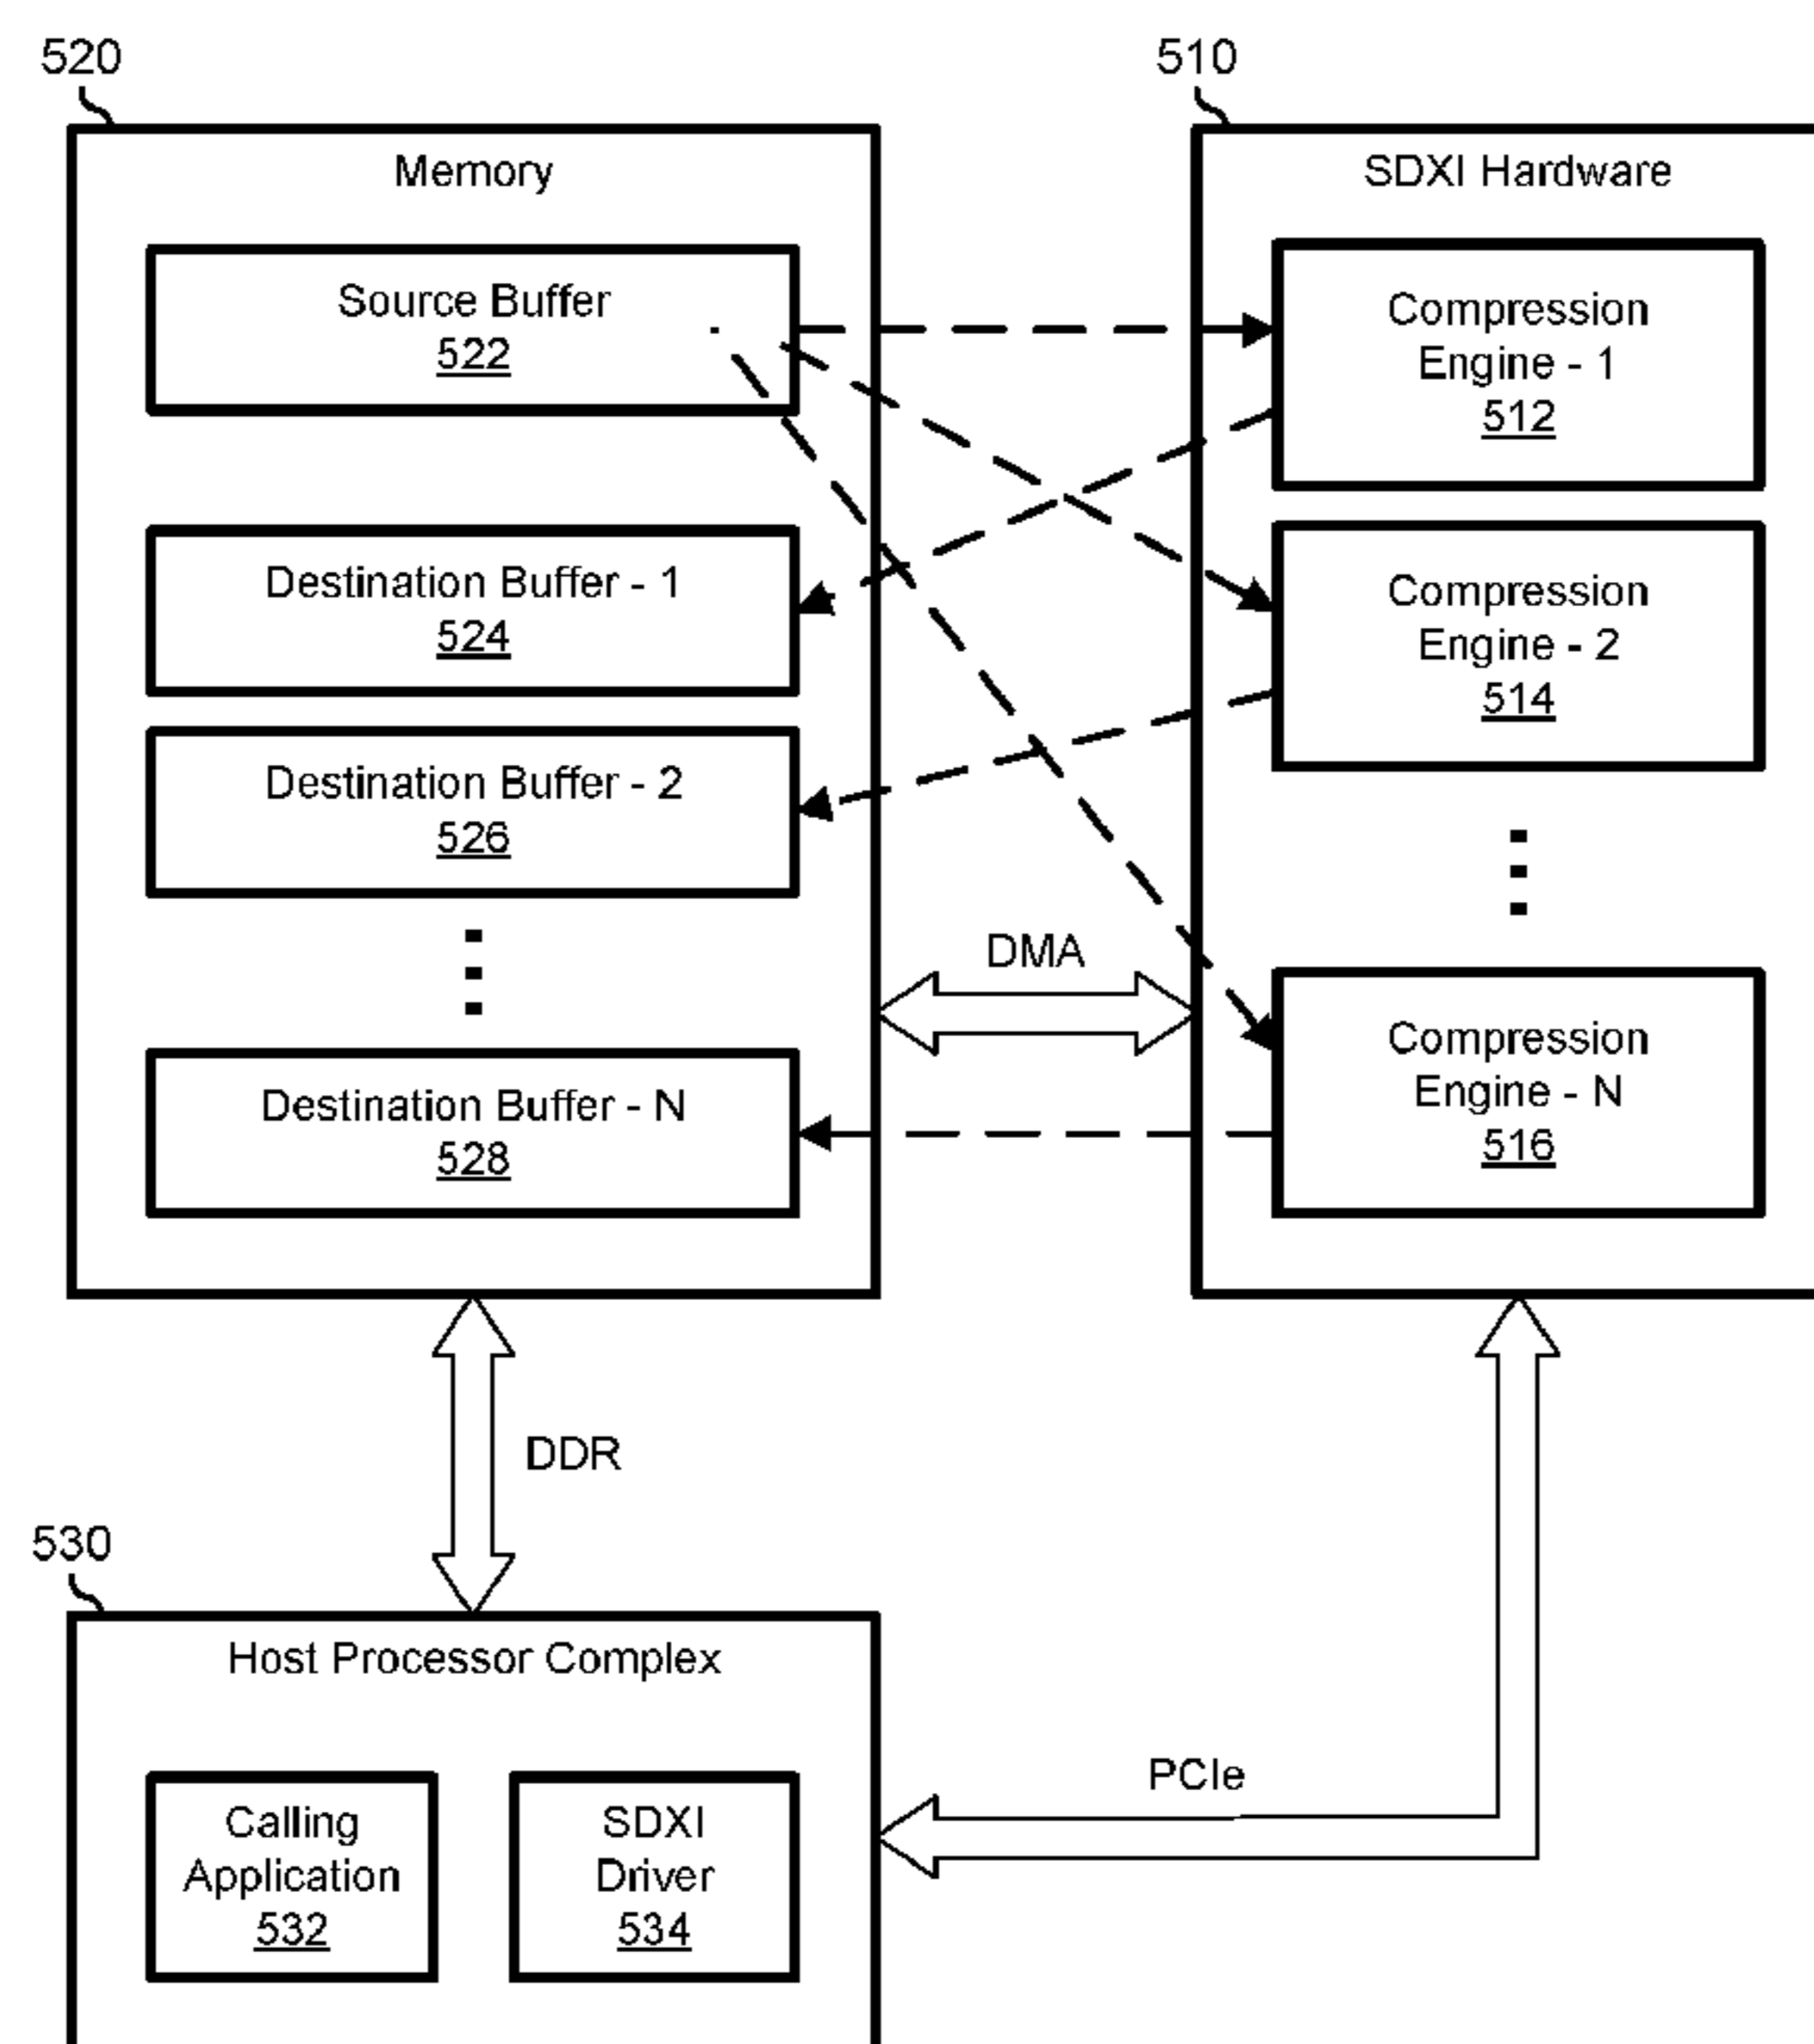 520
510
Memory
SDXI Hardware
Source Buffer
522
Compression
Engine - 1
512
Destination Buffer - 1
524
Compression
Engine - 2
514
Destination Buffer - 2
526
DMA
Destination Buffer - N
528
Compression
Engine - N
516
DDR
530
Host Processor Complex
PCIe
Calling
Application
532
SDXI
Driver
534